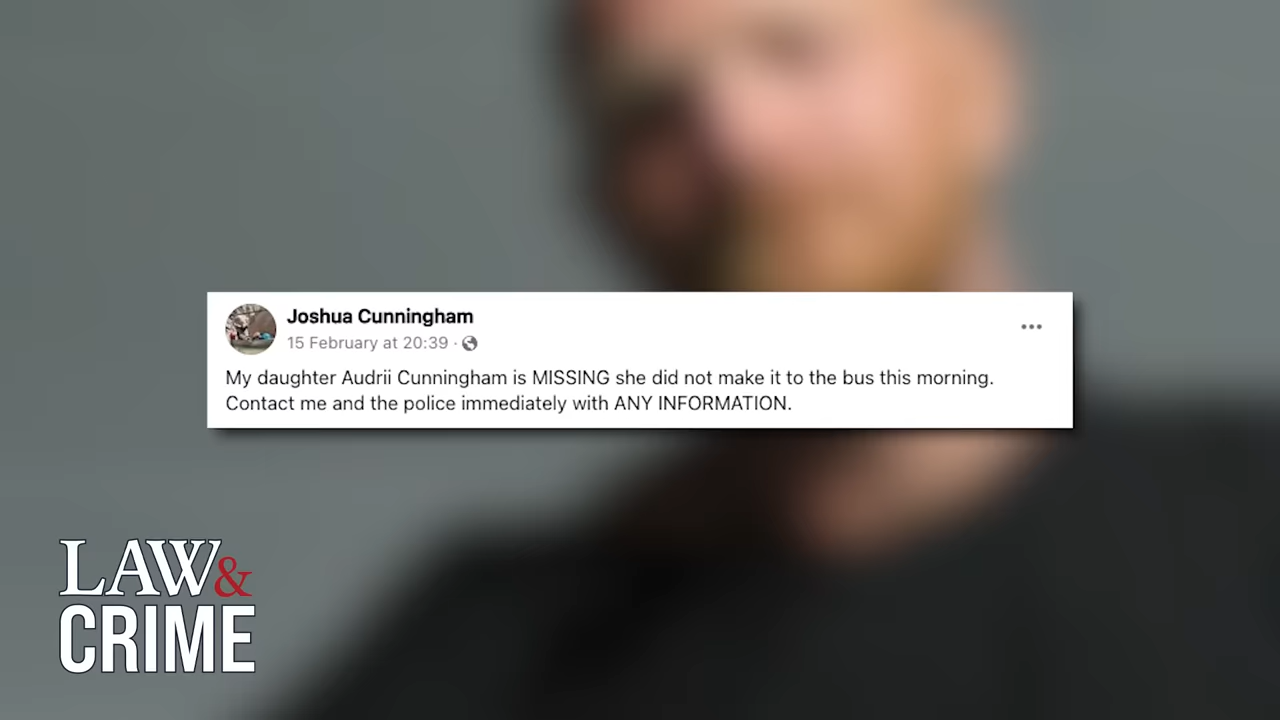 Joshua Cunningham
15 February at 20:39 ·
My daughter Audrii Cunningham is MISSING she did not make it to the bus this morning.
Contact me and the police immediately with ANY INFORMATION.
LAW&
CRIME